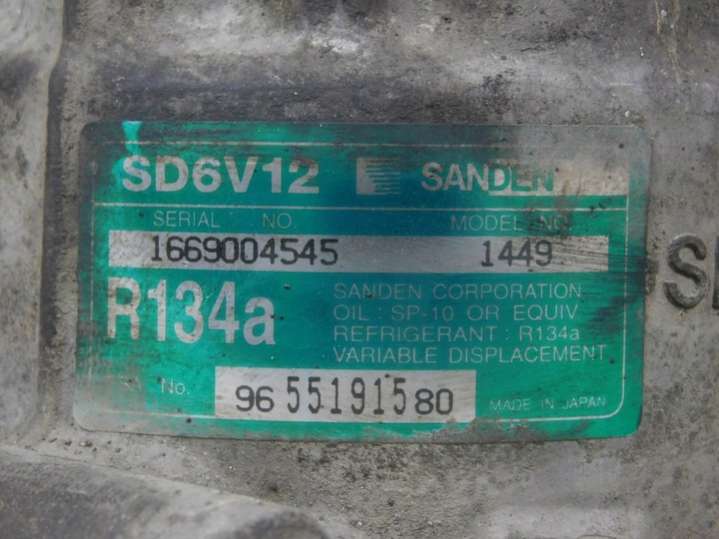 SD6V12 SANDEN
SERIAL NO. MODEL NO.
1669004545 1449
R134a
SANDEN CORPORATION
OIL : SP-10 OR EQUIV
REFRIGERANT : R134a
VARIABLE DISPLACEMENT
No. 96 551915 80 MADE IN JAPAN